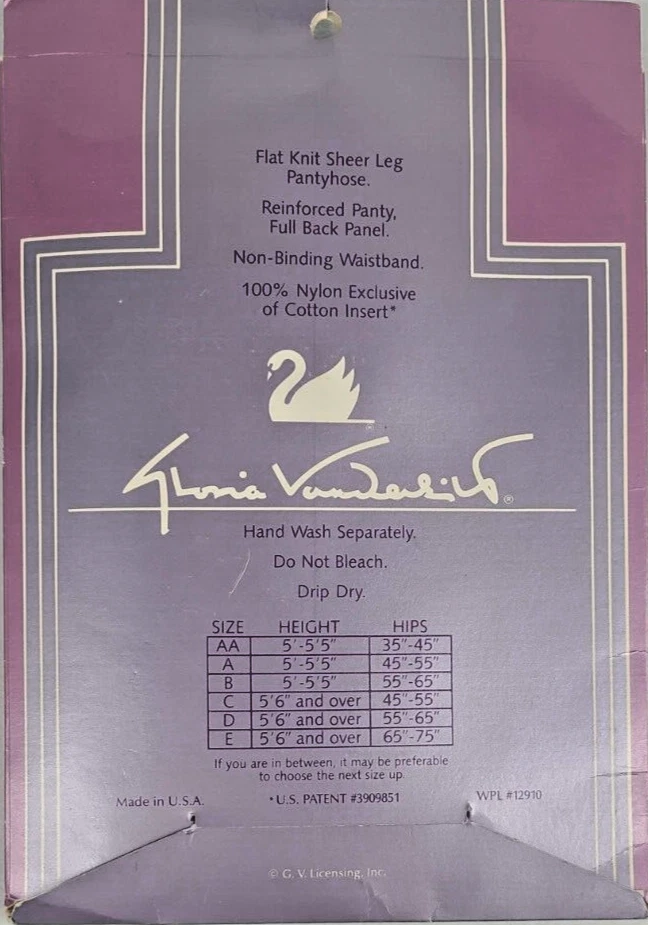 Flat Knit Sheer Leg
Pantyhose.
Reinforced Panty,
Full Back Panel.
Non-Binding Waistband.
100% Nylon Exclusive
of Cotton Insert*
®
Gloria Vanderbilt ®
Hand Wash Separately.
Do Not Bleach.
Drip Dry.
SIZE HEIGHT HIPS
AA 5'-5'5" 35"-45"
A 5'-5'5" 45"-55"
B 5'-5'5" 55"-65"
C 5'6" and over 45"-55"
D 5'6" and over 55"-65"
E 5'6" and over 65"-75"
If you are in between, it may be preferable
to choose the next size up.
Made in U.S.A. *U.S. PATENT #3909851 WPL #12910
© G. V. Licensing, Inc.